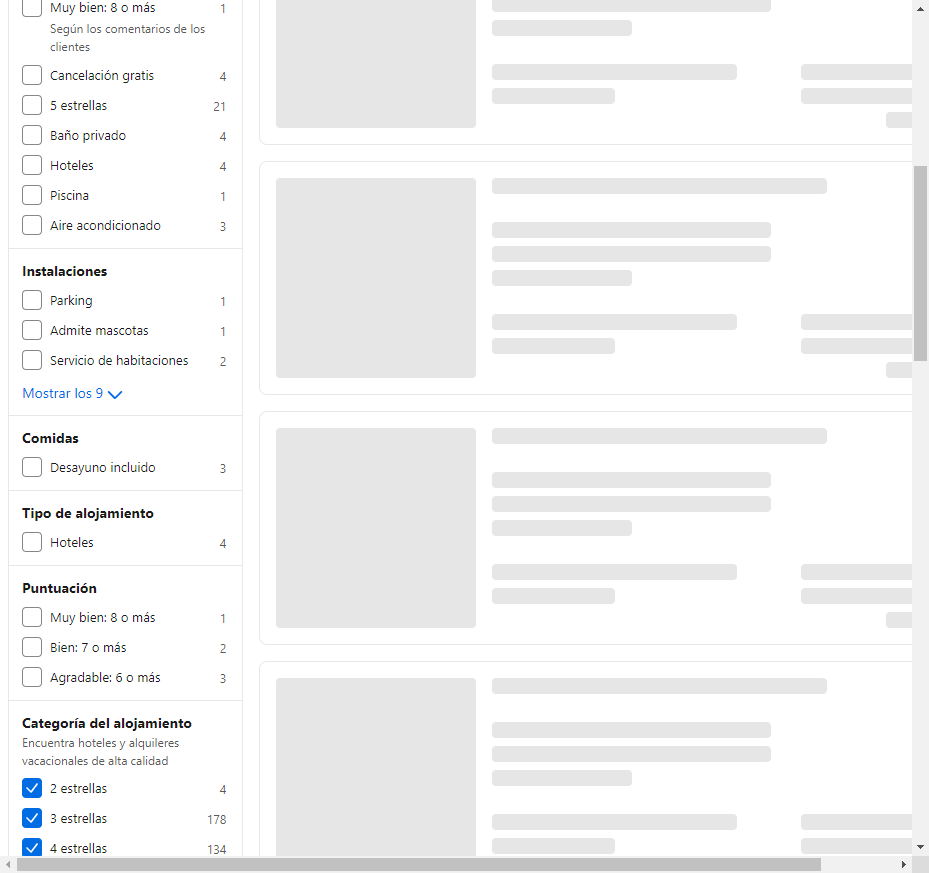 Muy bien: 8 o más 1
Según los comentarios de los
clientes
Cancelación gratis 4
5 estrellas 21
Baño privado 4
Hoteles 4
Piscina 1
Aire acondicionado 3
Instalaciones
Parking 1
Admite mascotas 1
Servicio de habitaciones 2
Mostrar los 9
Comidas
Desayuno incluido 3
Tipo de alojamiento
Hoteles 4
Puntuación
Muy bien: 8 o más 1
Bien: 7 o más 2
Agradable: 6 o más 3
Categoría del alojamiento
Encuentra hoteles y alquileres
vacacionales de alta calidad
2 estrellas 4
3 estrellas 178
4 estrellas 134